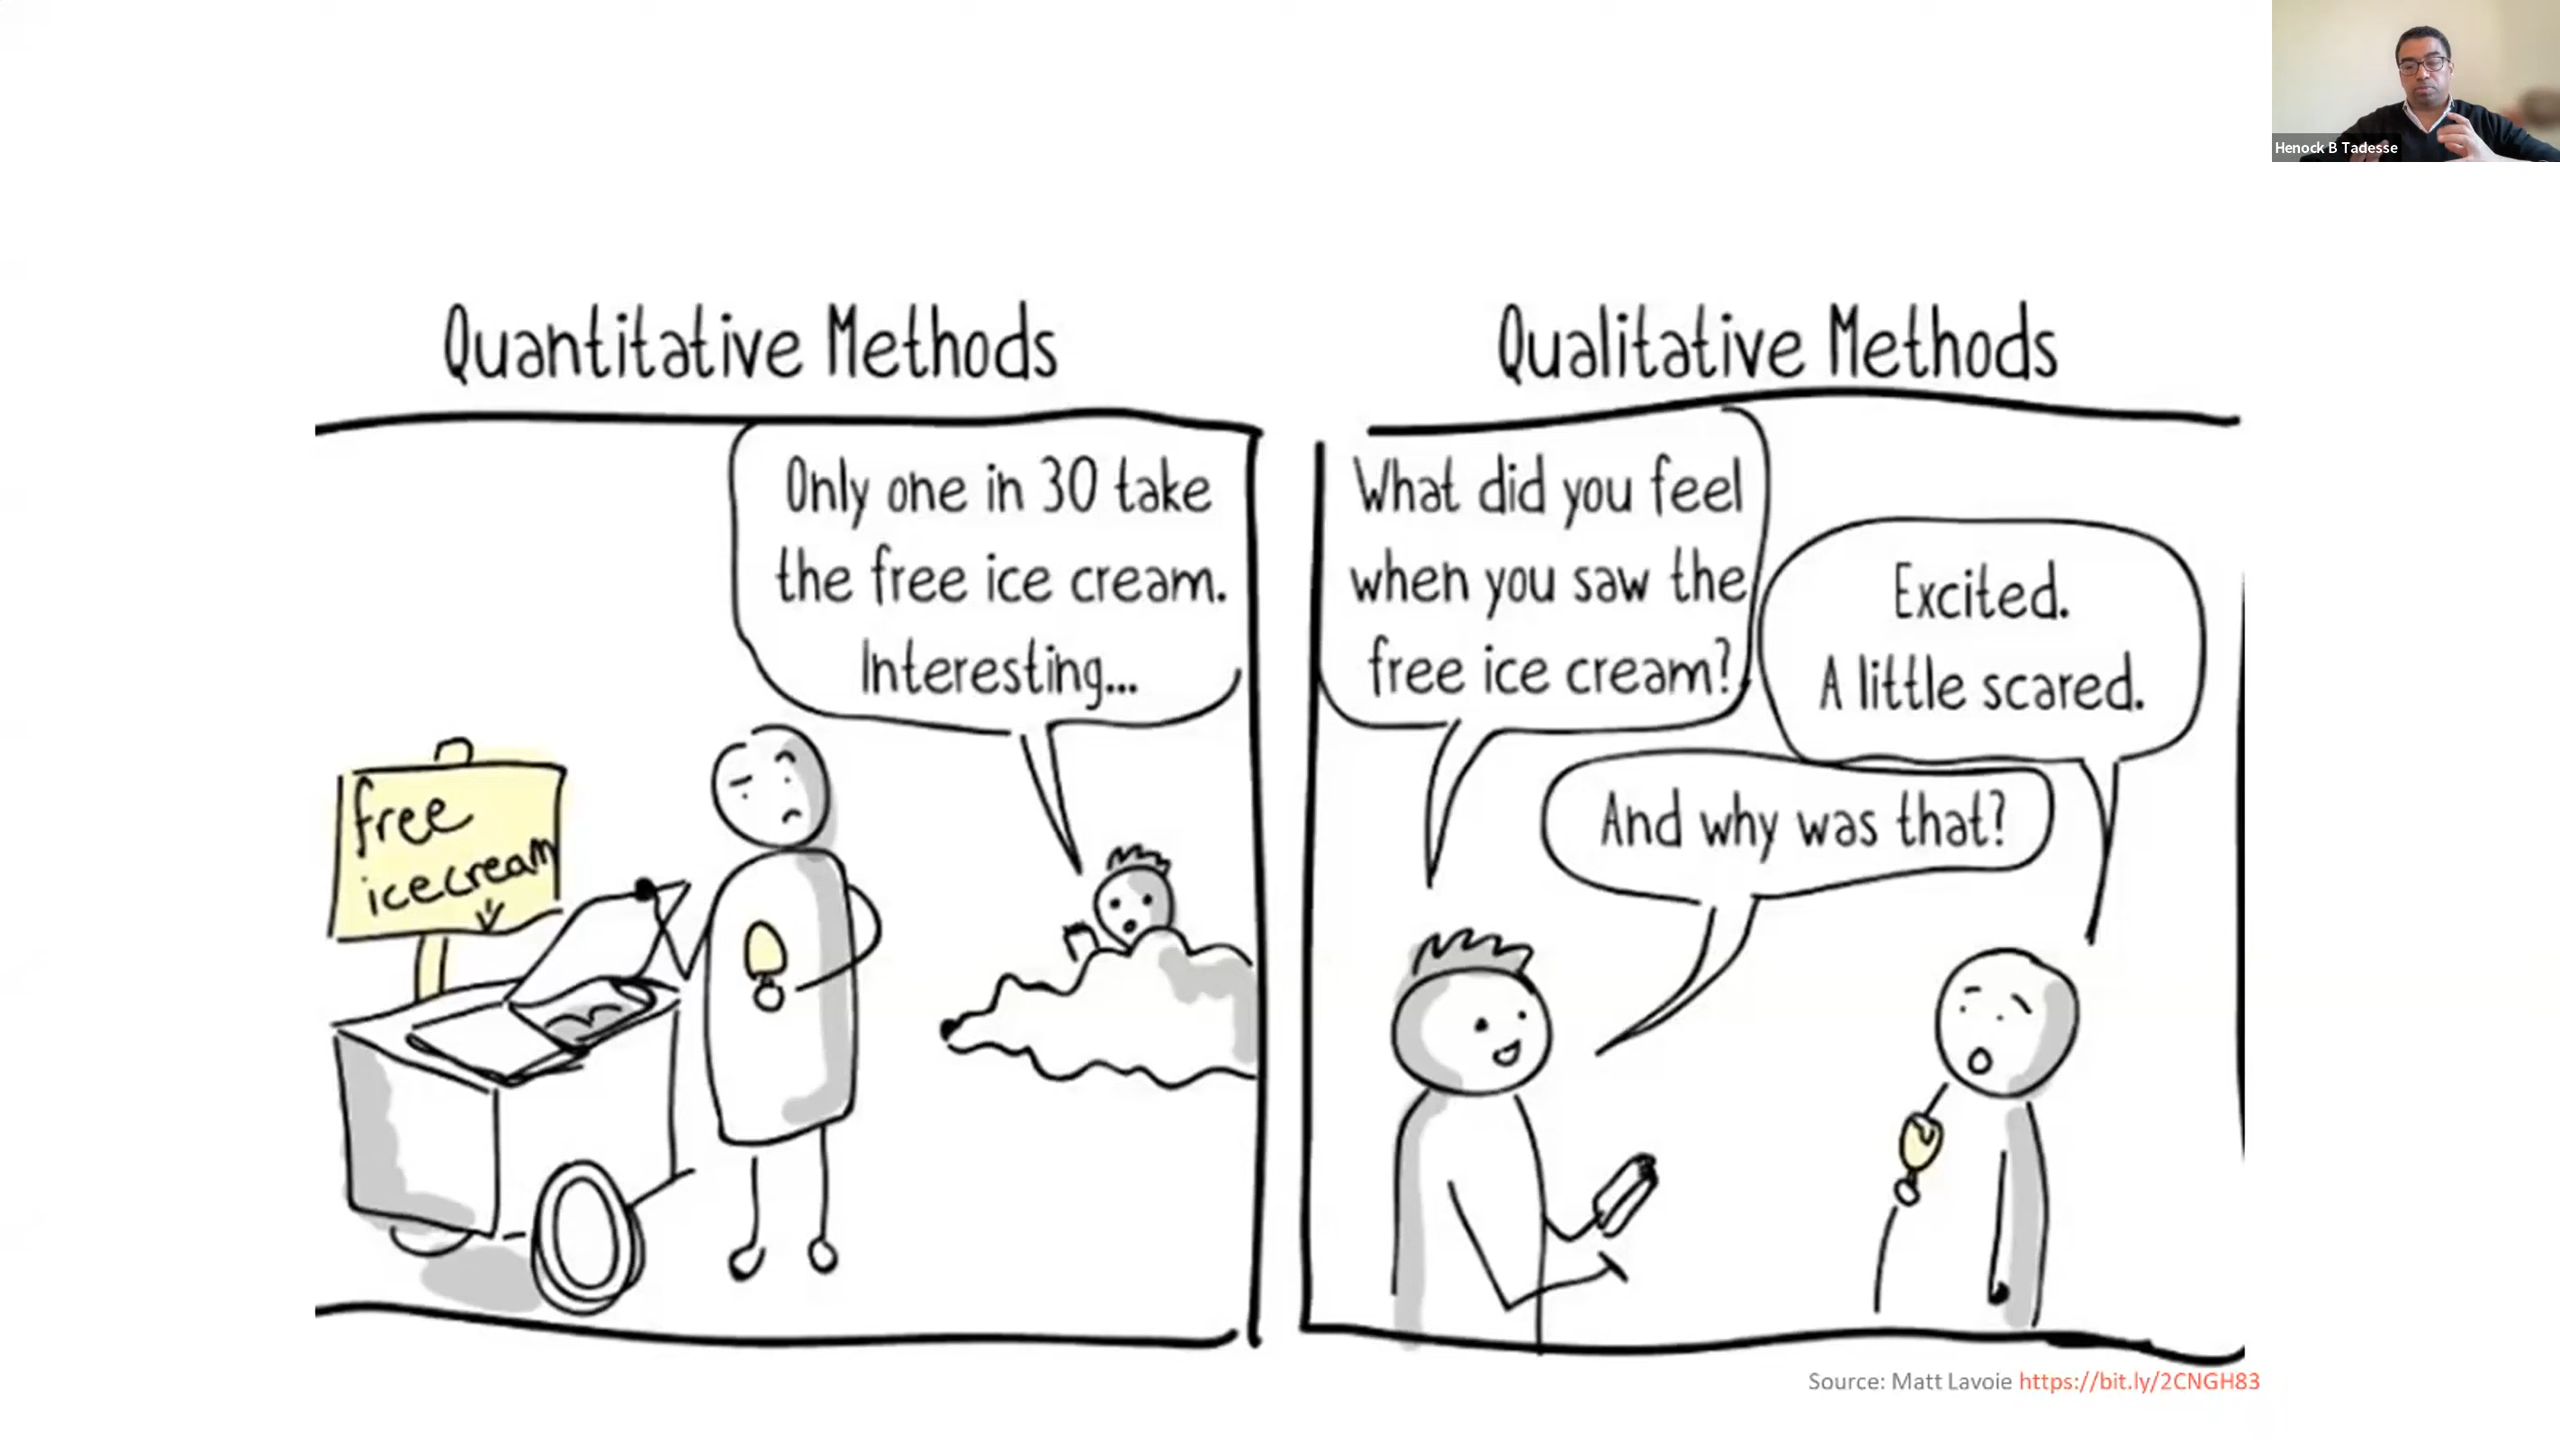 Henock B Tadesse
Quantitative Methods
Only one in 30 take
the free ice cream.
Interesting...
free
icecream
Qualitative Methods
What did you feel
when you saw the
free ice cream?
Excited.
A little scared.
And why was that?
Source: Matt Lavoie https://bit.ly/2CNGH83